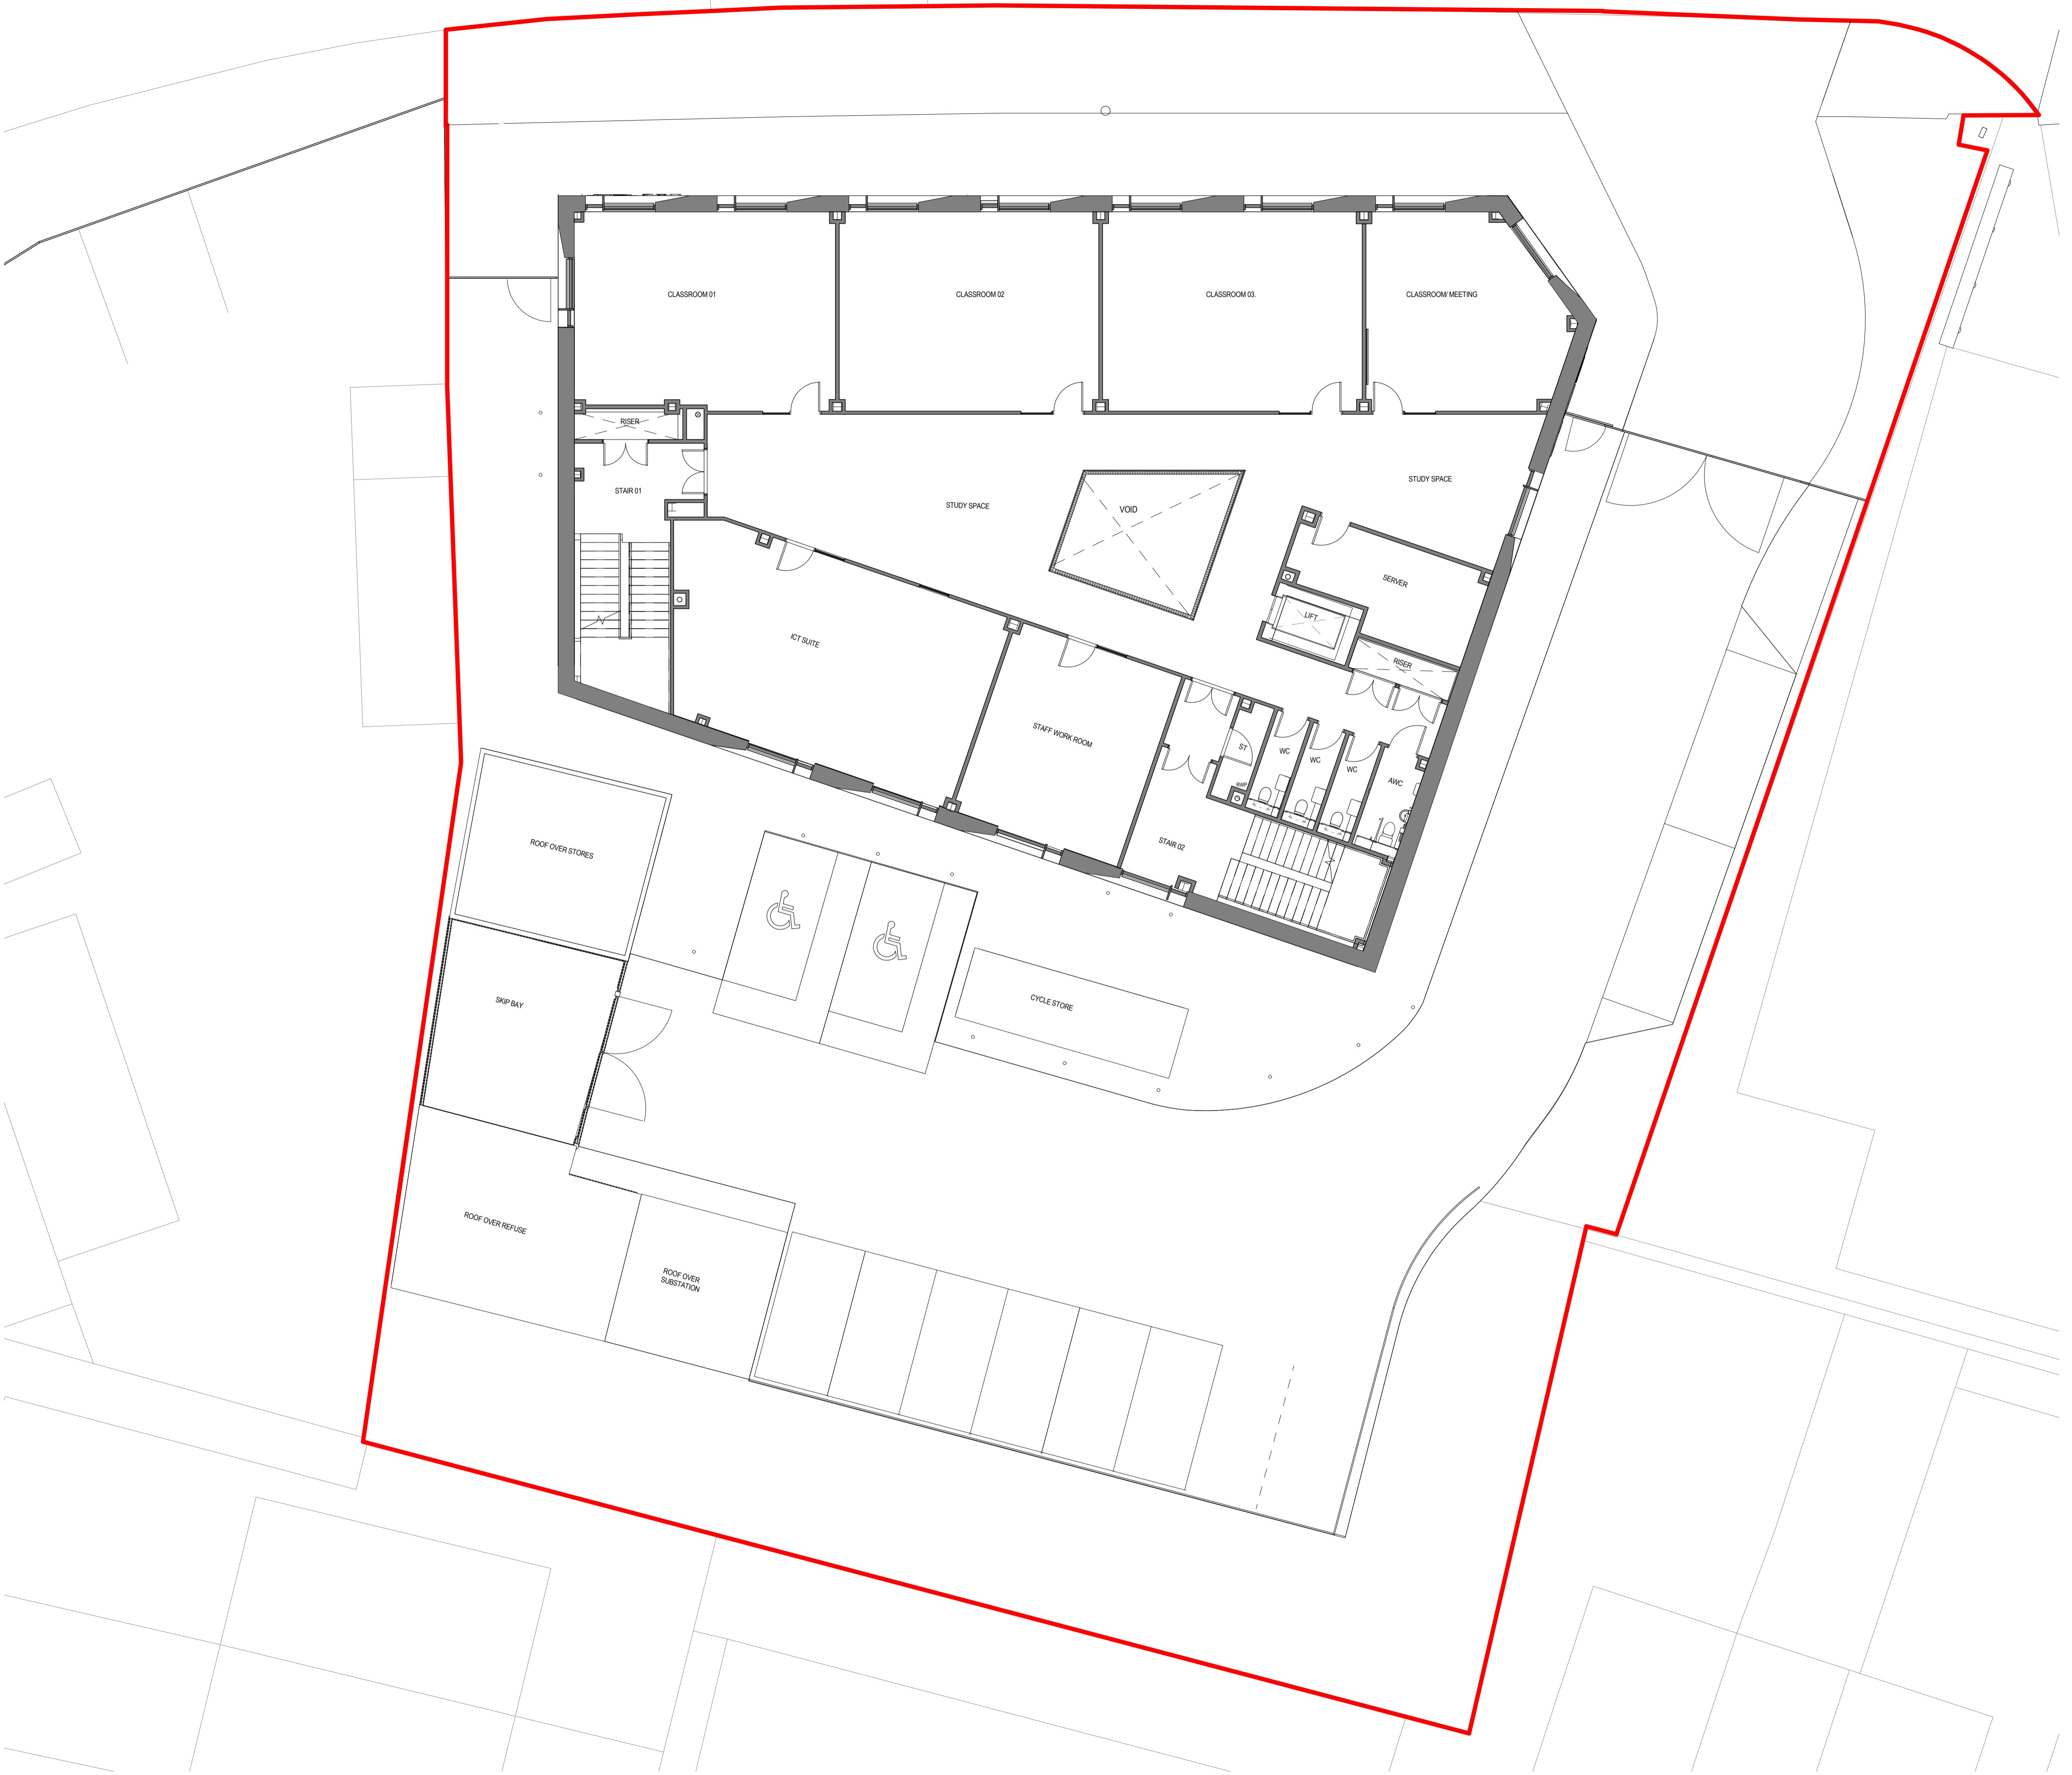 CLASSROOM 01
CLASSROOM 02
CLASSROOM 03.
CLASSROOM/ MEETING
RISER
STAIR 01
STUDY SPACE
VOID
STUDY SPACE
SERVER
LIFT
RISER
ICT SUITE
STAFF WORK ROOM
ST
WC
WC
WC
AWC
RWP
STAIR 02
ROOF OVER STORES
SKIP BAY
CYCLE STORE
ROOF OVER REFUSE
ROOF OVER
SUBSTATION